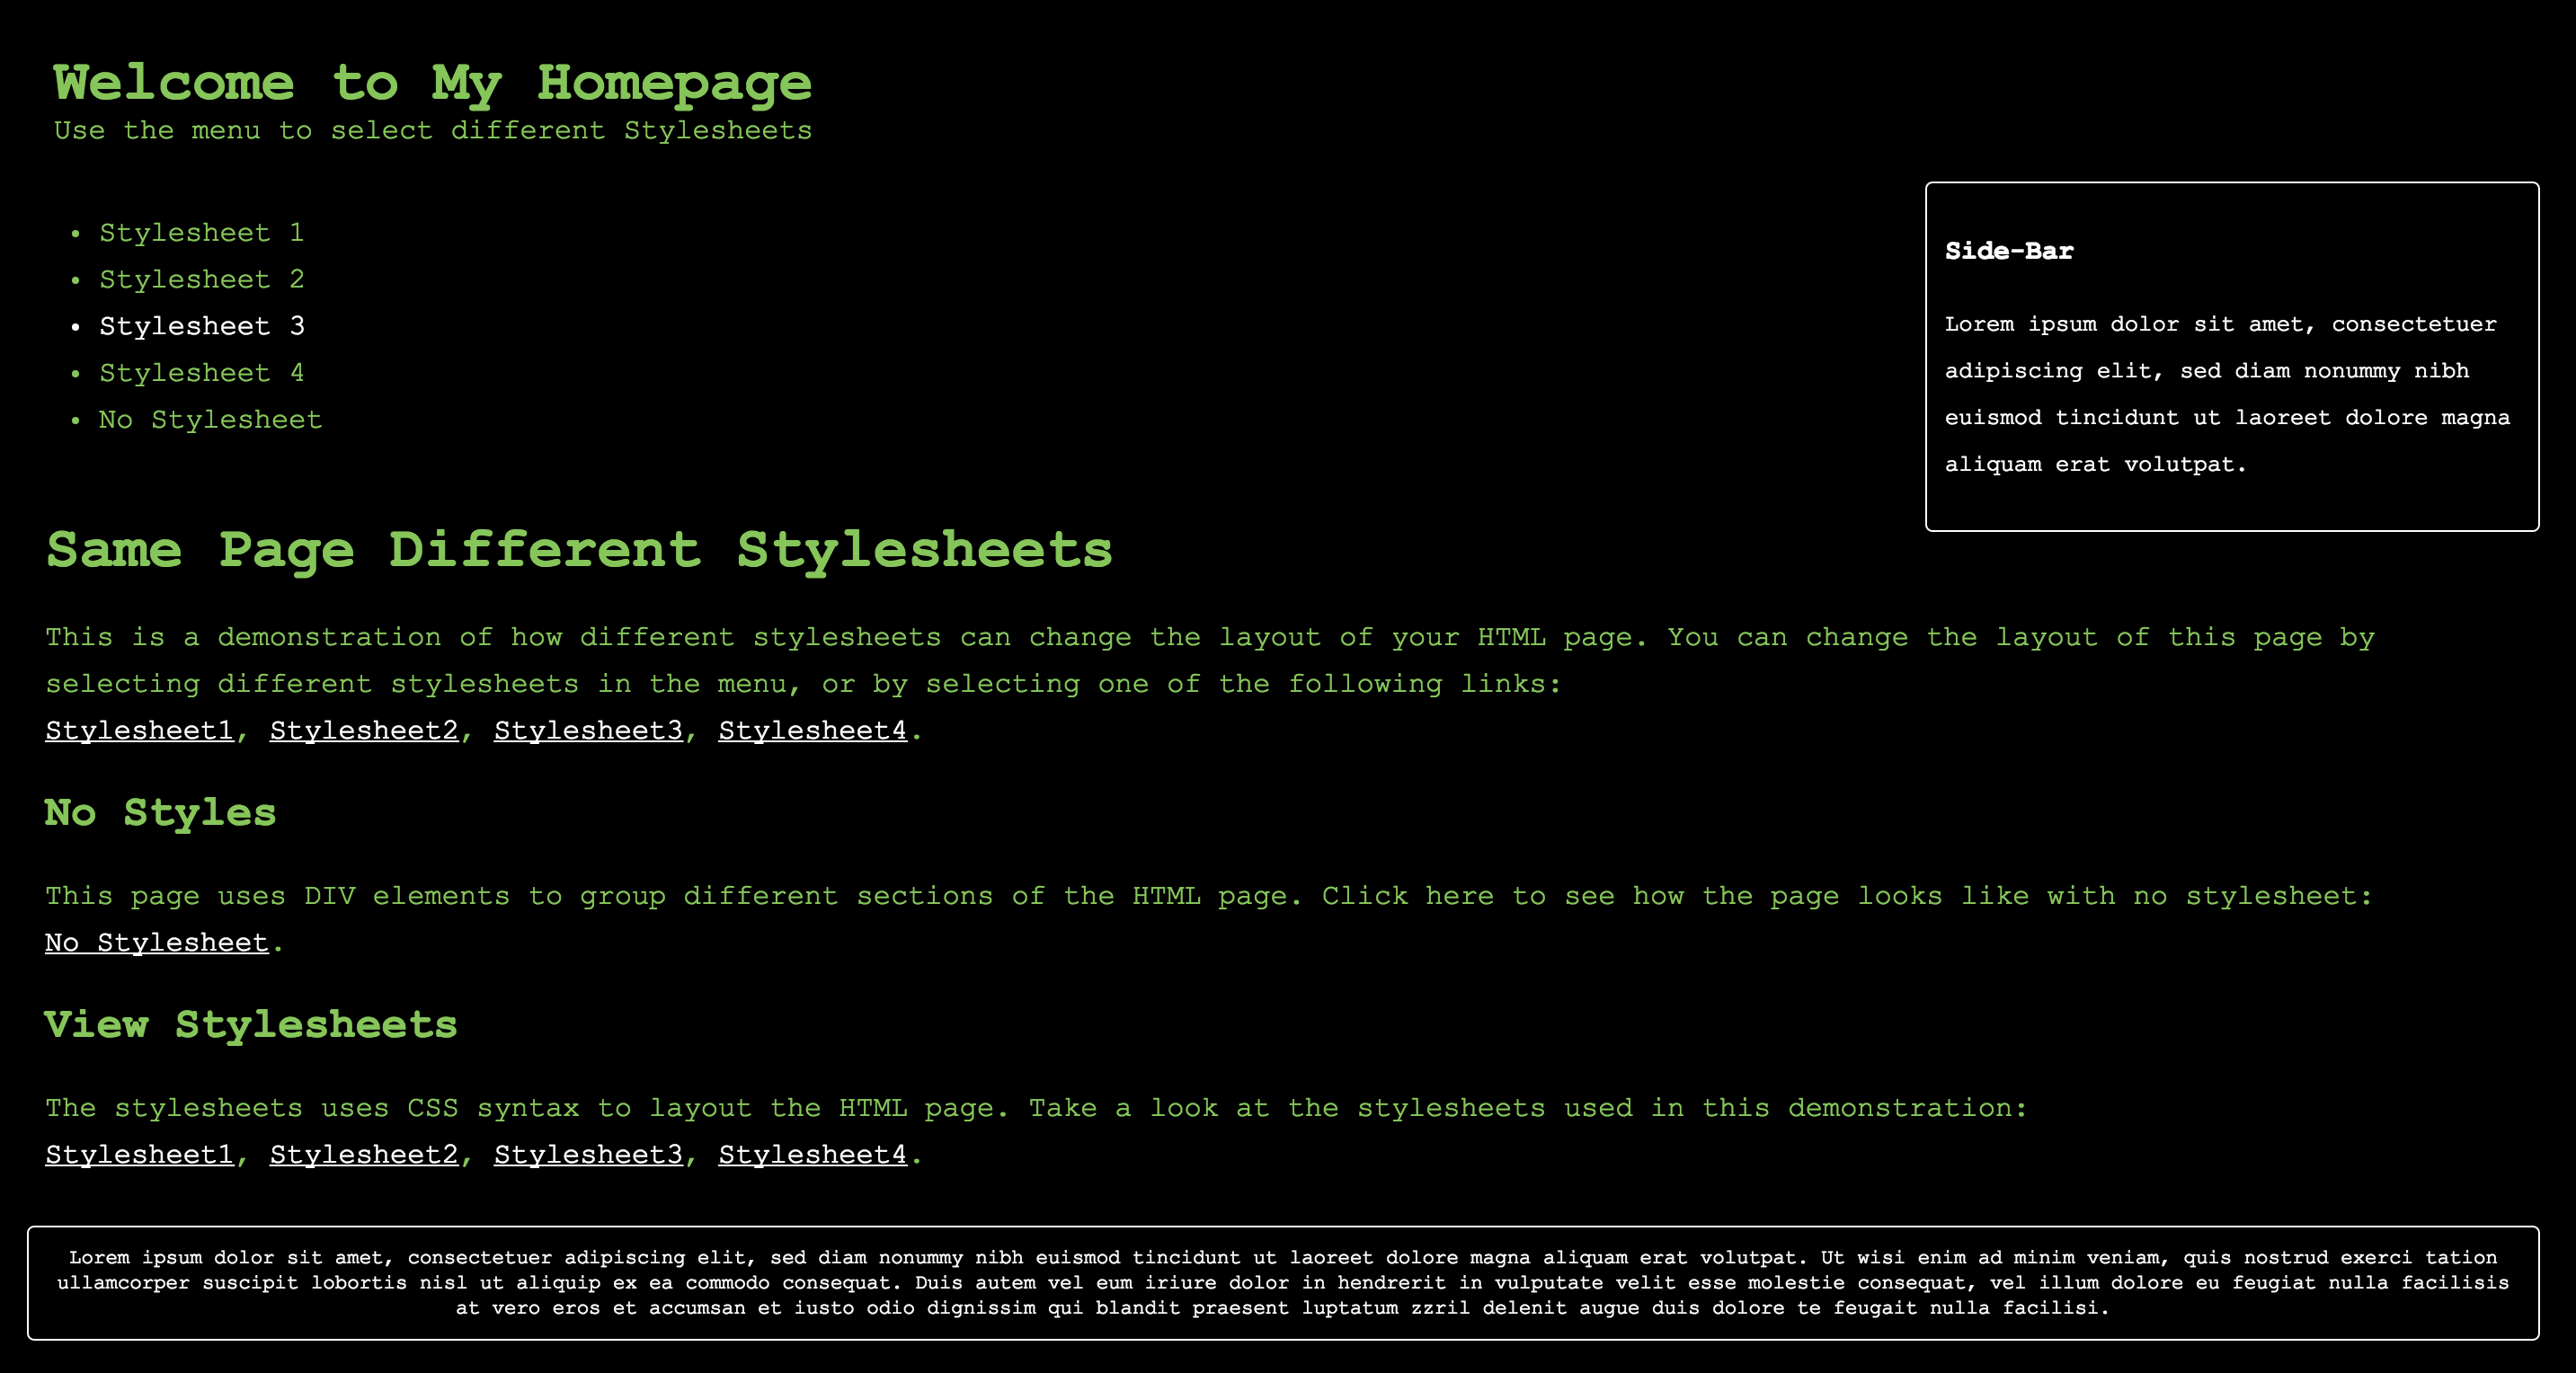 Welcome to My Homepage
Use the menu to select different Stylesheets
Stylesheet 1
Stylesheet 2
Stylesheet 3
Stylesheet 4
No Stylesheet
Side-Bar
Lorem ipsum dolor sit amet, consectetuer
adipiscing elit, sed diam nonummy nibh
euismod tincidunt ut laoreet dolore magna
aliquam erat volutpat.
Same Page Different Stylesheets
This is a demonstration of how different stylesheets can change the layout of your HTML page. You can change the layout of this page by
selecting different stylesheets in the menu, or by selecting one of the following links:
Stylesheet1, Stylesheet2, Stylesheet3, Stylesheet4.
No Styles
This page uses DIV elements to group different sections of the HTML page. Click here to see how the page looks like with no stylesheet:
No Stylesheet.
View Stylesheets
The stylesheets uses CSS syntax to layout the HTML page. Take a look at the stylesheets used in this demonstration:
Stylesheet1, Stylesheet2, Stylesheet3, Stylesheet4.
Lorem ipsum dolor sit amet, consectetuer adipiscing elit, sed diam nonummy nibh euismod tincidunt ut laoreet dolore magna aliquam erat volutpat. Ut wisi enim ad minim veniam, quis nostrud exerci tation
ullamcorper suscipit lobortis nisl ut aliquip ex ea commodo consequat. Duis autem vel eum iriure dolor in hendrerit in vulputate velit esse molestie consequat, vel illum dolore eu feugiat nulla facilisis
at vero eros et accumsan et iusto odio dignissim qui blandit praesent luptatum zzril delenit augue duis dolore te feugait nulla facilisi.